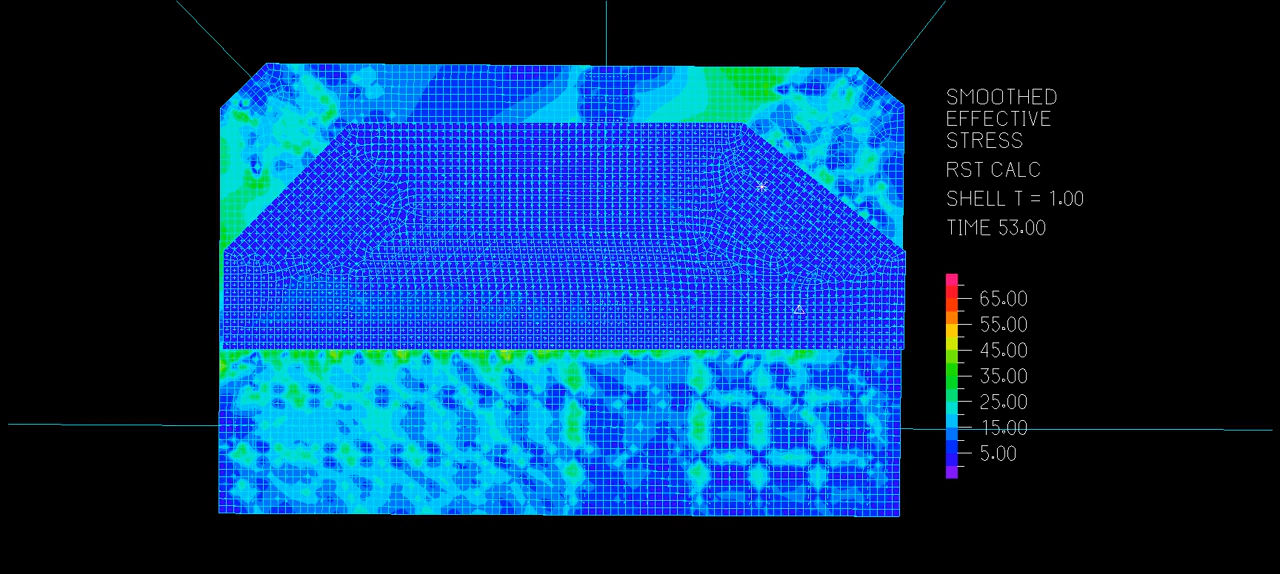 SMOOTHED
EFFECTIVE
STRESS
RST CALC
SHELL T = 1.00
TIME 53.00
65.00
55.00
45.00
35.00
25.00
15.00
5.00